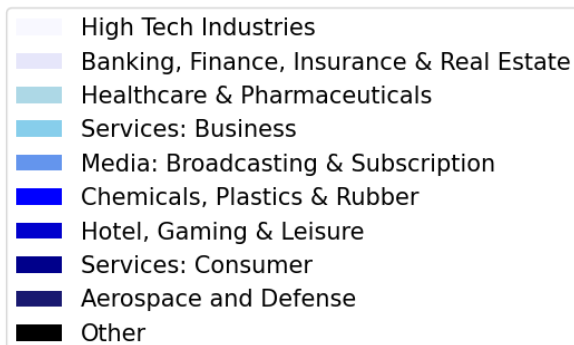 High Tech Industries
Banking, Finance, Insurance & Real Estate
Healthcare & Pharmaceuticals
Services: Business
Media: Broadcasting & Subscription
Chemicals, Plastics & Rubber
Hotel, Gaming & Leisure
Services: Consumer
Aerospace and Defense
Other